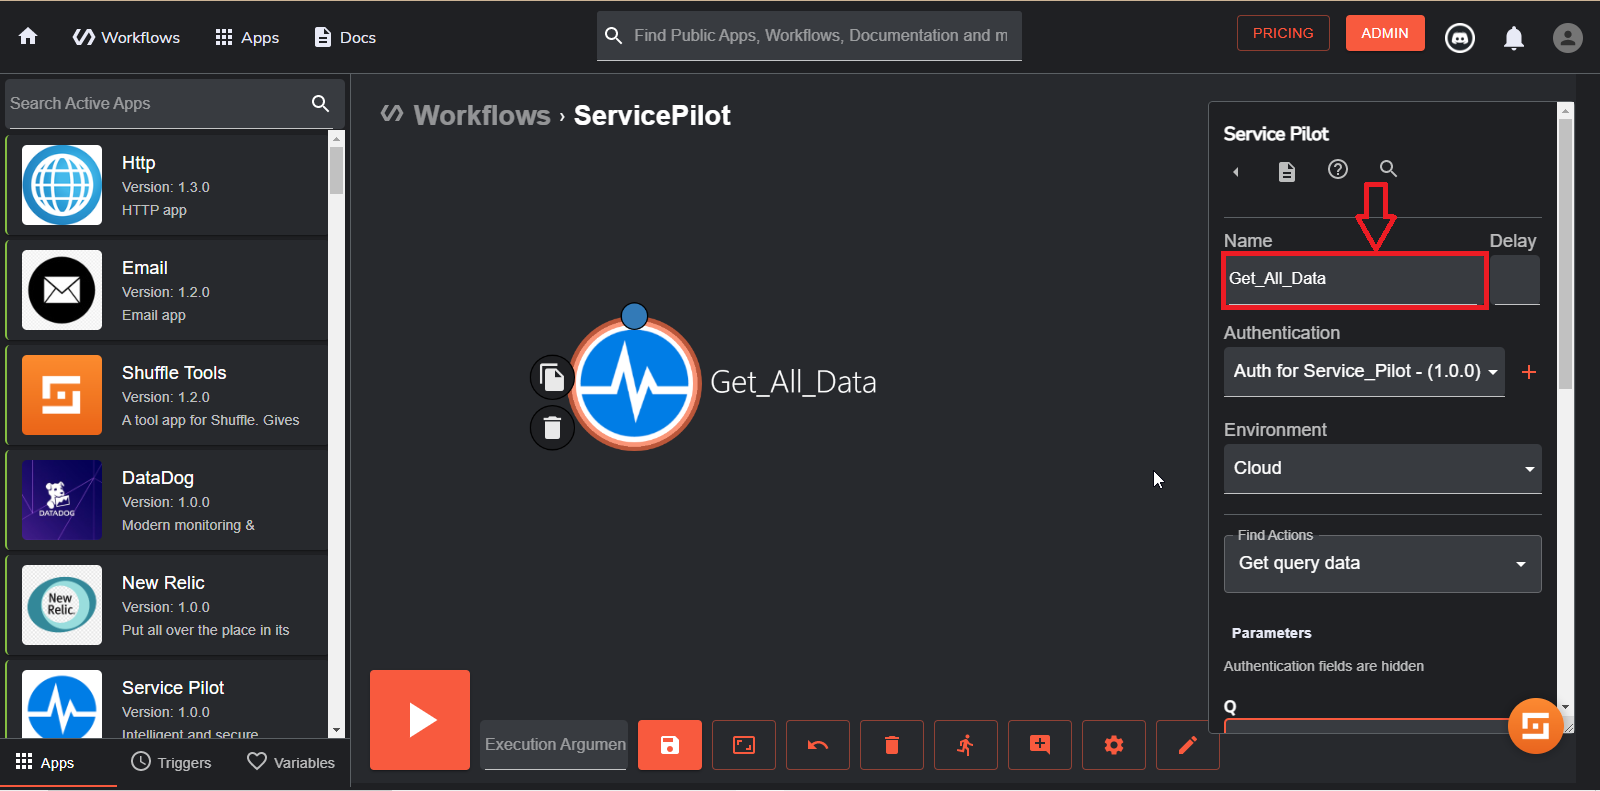 Workflows
Apps
Docs
Find Public Apps, Workflows, Documentation and m
PRICING
ADMIN
Search Active Apps
Http
Version: 1.3.0
HTTP app
Email
Version: 1.2.0
Email app
Shuffle Tools
Version: 1.2.0
A tool app for Shuffle. Gives
DATADOG
DataDog
Version: 1.0.0
Modern monitoring &
New
Relic.
New Relic
Version: 1.0.0
Put all over the place in its
Service Pilot
Version: 1.0.0
Intelligent and secure
Apps
Triggers
Variables
Workflows › ServicePilot
Get_All_Data
Execution Argumen
Service Pilot
Name
Delay
Get_All_Data
Authentication
Auth for Service_Pilot - (1.0.0)
Environment
Cloud
Find Actions
Get query data
Parameters
Authentication fields are hidden
Q